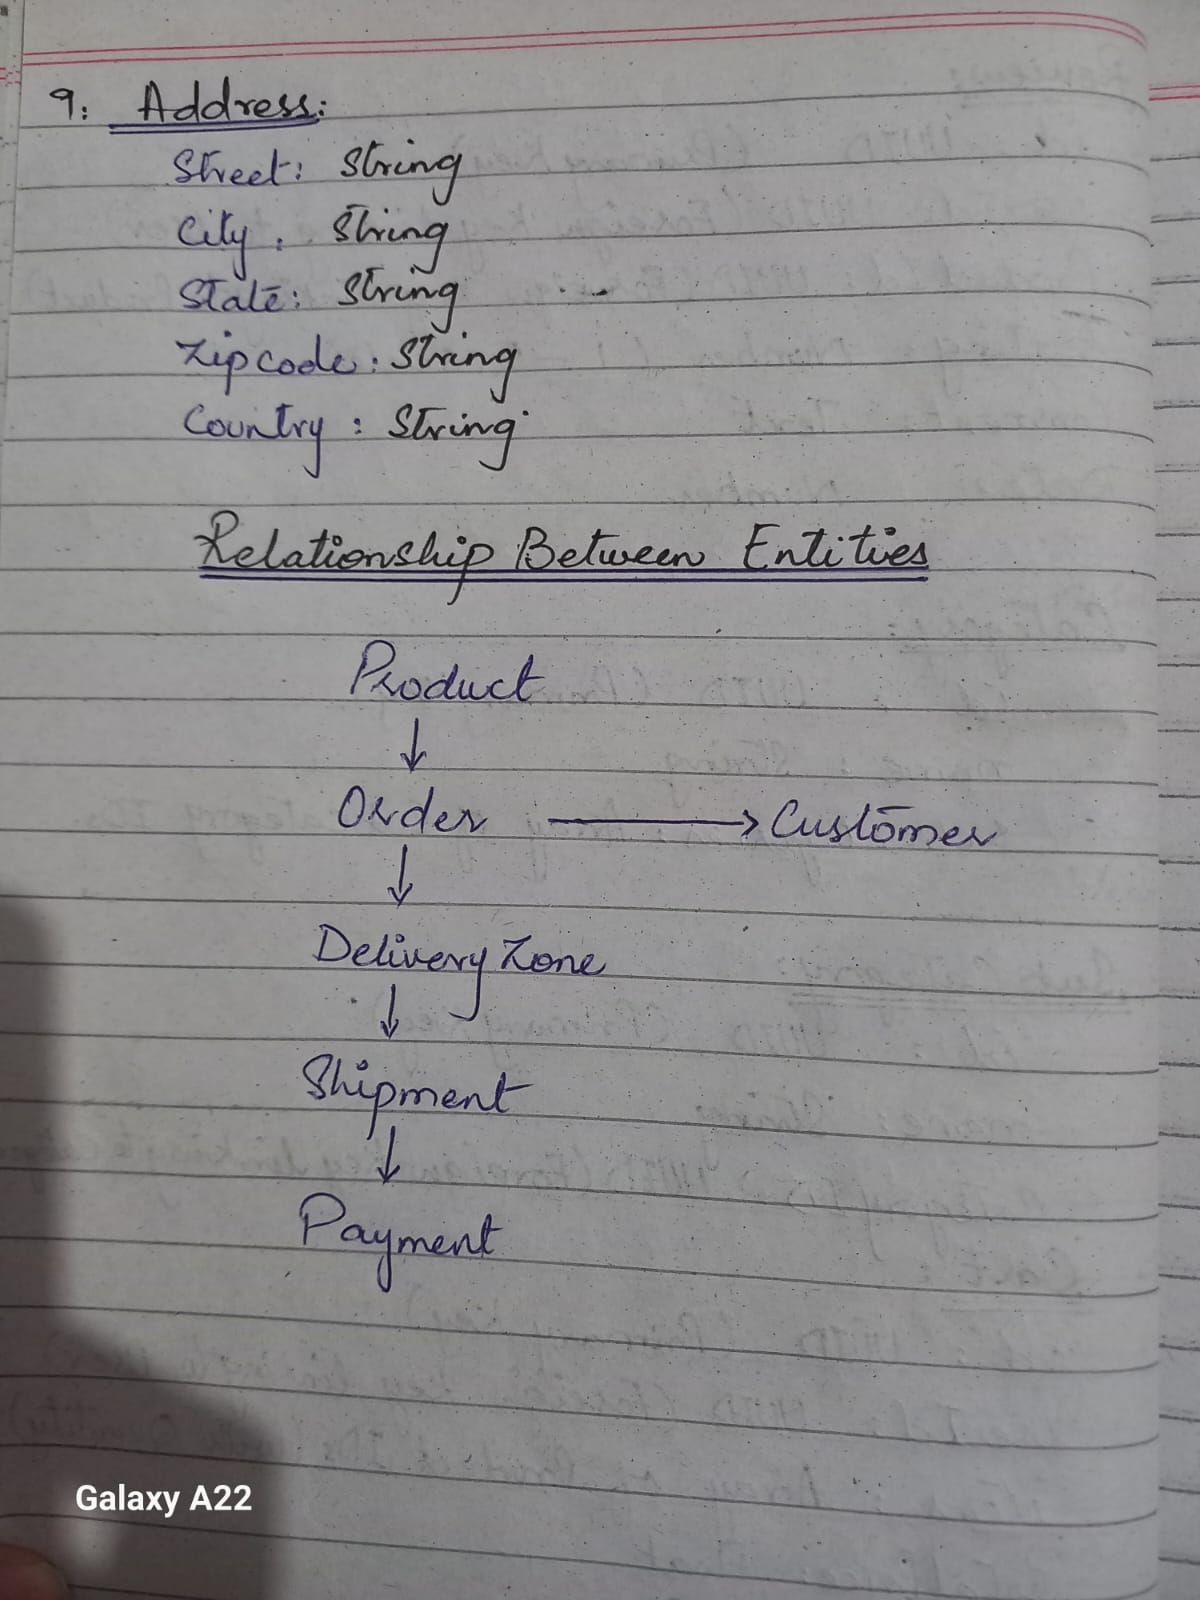 9: Address:
Street: String
City: String
State: String
Zipcode: String
Country: String
Relationship Between Entities
Product
↓
Order → Customer
↓
Delivery Zone
↓
Shipment
↓
Payment
Galaxy A22